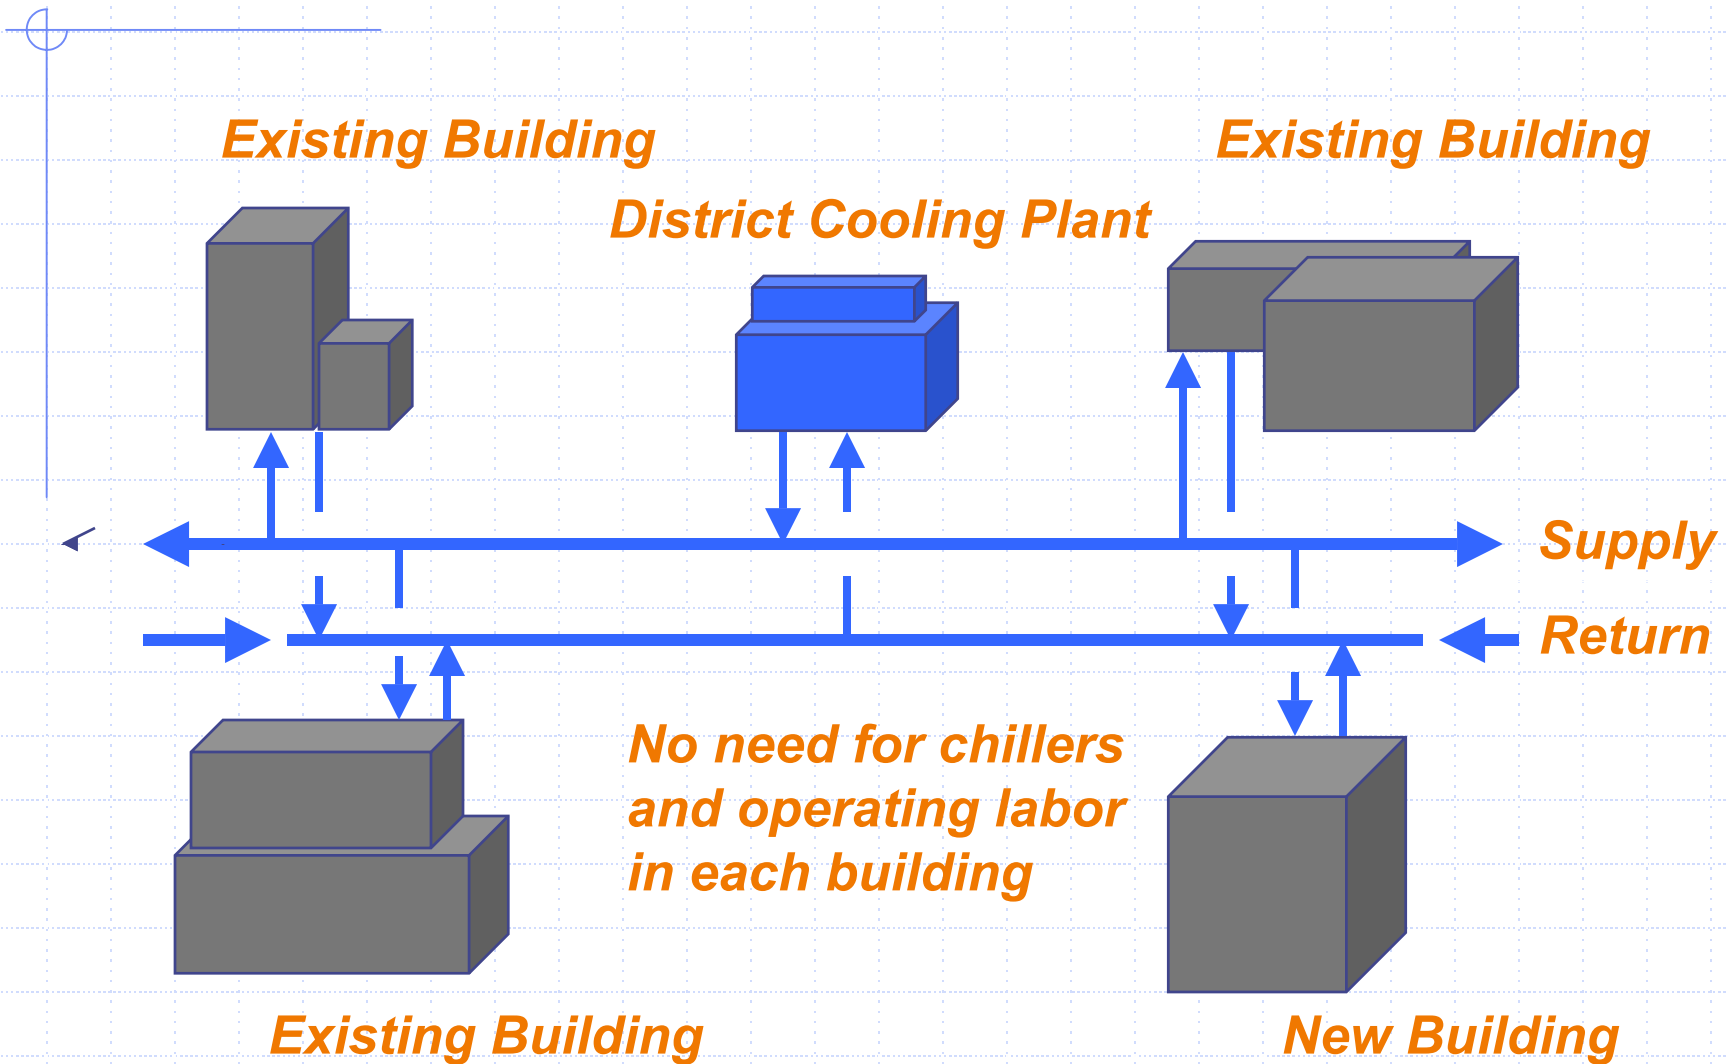 Existing Building
Existing Building
District Cooling Plant
Supply
Return
No need for chillers
and operating labor
in each building
Existing Building
New Building